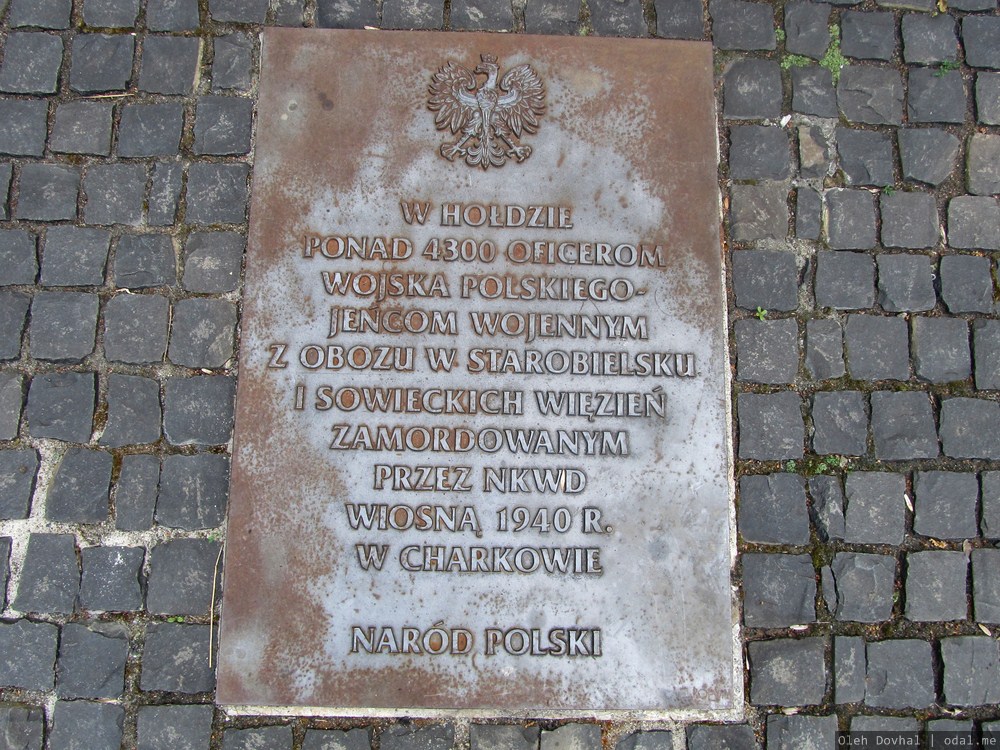 W HOŁDZIE
PONAD 4300 OFICEROM
WOJSKA POLSKIEGO-
JEŃCOM WOJENNYM
Z OBOZU W STAROBIELSKU
I SOWIECKICH WIĘZIEŃ
ZAMORDOWANYM
PRZEZ NKWD
WIOSNĄ 1940 R.
W CHARKOWIE
NARÓD POLSKI
Oleh Dovhal | odal.me